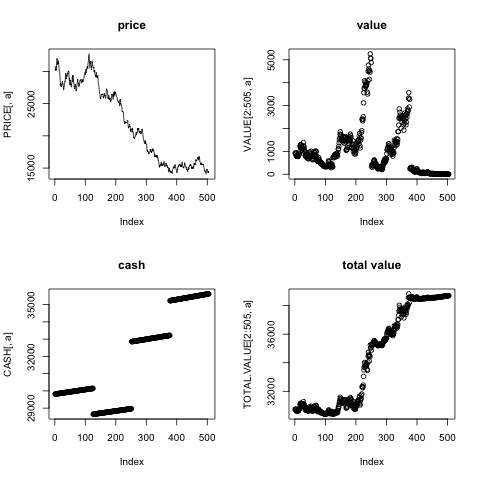 price
value
PRICE[, a]
15000
25000
0
100
200
300
400
500
Index
VALUE[2:505, a]
0
1000
3000
5000
0
100
200
300
400
500
Index
cash
total value
CASH[, a]
29000
32000
35000
0
100
200
300
400
500
Index
TOTAL.VALUE[2:505, a]
32000
36000
0
100
200
300
400
500
Index